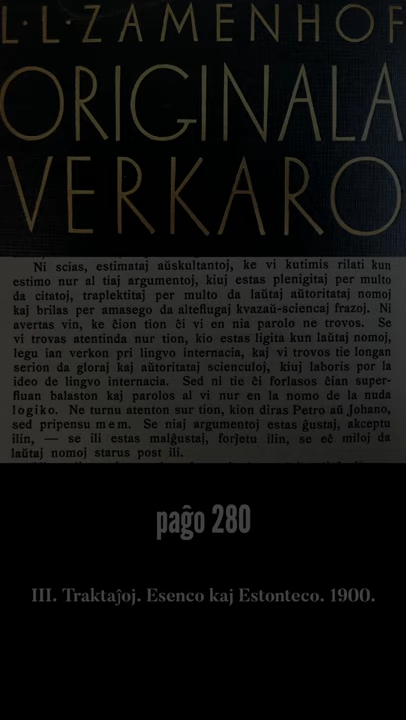 L·L·ZAMENHOF
ORIGINALA
VERKARO
Ni scias, estimataj aŭskultantoj, ke vi kutimis rilati kun
estimo nur al tiaj argumentoj, kiuj estas plenigitaj per multo
da citatoj, traplektitaj per multo da laŭtaj aŭtoritataj nomoj
kaj brilas per amasego da alteflugaj kvazaŭ-sciencaj frazoj. Ni
avertas vin, ke ĉion tion ĉi vi en nia parolo ne trovos. Se
vi trovas atentinda nur tion, kio estas ligita kun laŭtaj nomoj,
legu ian verkon pri lingvo internacia, kaj vi trovos tie longan
serion da gloraj kaj aŭtoritataj scienculoj, kiuj laboris por la
ideo de lingvo internacia. Sed ni tie ĉi forlasos ĉian super-
fluan balaston kaj parolos al vi nur en la nomo de la nuda
logiko. Ne turnu atenton sur tion, kion diras Petro aŭ Johano,
sed pripensu mem. Se niaj argumentoj estas ĝustaj, akceptu
ilin, — se ili estas malĝustaj, forĵetu ilin, se eĉ miloj da
laŭtaj nomoj starus post ili.
paĝo 280
III. Traktaĵoj. Esenco kaj Estonteco. 1900.